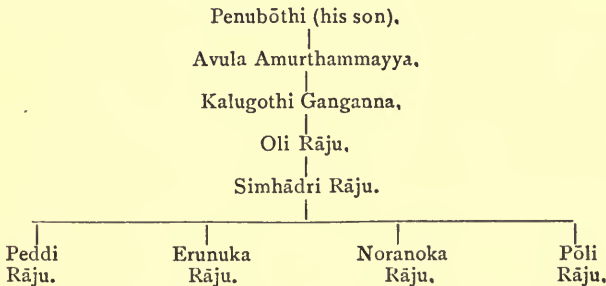 Penubōthi (his son),
Avula Amurthammayya,
Kalugothi Ganganna,
Oli Rāju,
Simhādri Rāju.
Peddi Erunuka Noranoka Pōli
Rāju. Rāju. Rāju, Rāju,